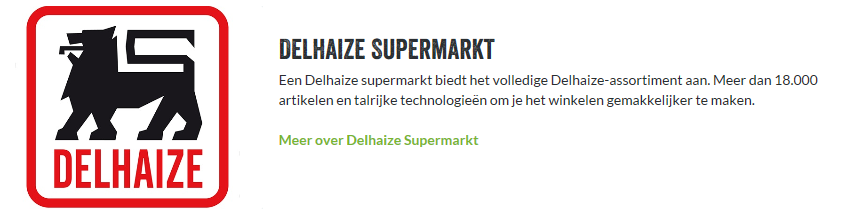 DELHAIZE
DELHAIZE SUPERMARKT
Een Delhaize supermarkt biedt het volledige Delhaize-assortiment aan. Meer dan 18.000
artikelen en talrijke technologieën om je het winkelen gemakkelijker te maken.
Meer over Delhaize Supermarkt